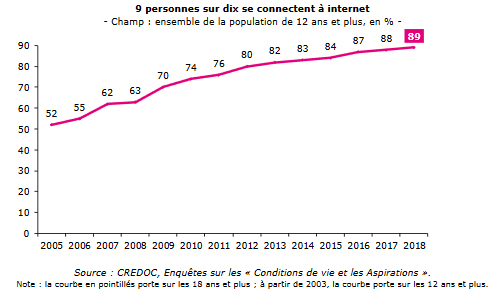 9 personnes sur dix se connectent à internet
- Champ : ensemble de la population de 12 ans et plus, en % -
90
80
70
60
50
40
30
20
10
0
52 55 62 63 70 74 76 80 82 83 84 87 88 89
2005 2006 2007 2008 2009 2010 2011 2012 2013 2014 2015 2016 2017 2018
Source : CREDOC, Enquêtes sur les « Conditions de vie et les Aspirations ».
Note : la courbe en pointillés porte sur les 18 ans et plus ; à partir de 2003, la courbe porte sur les 12 ans et plus.